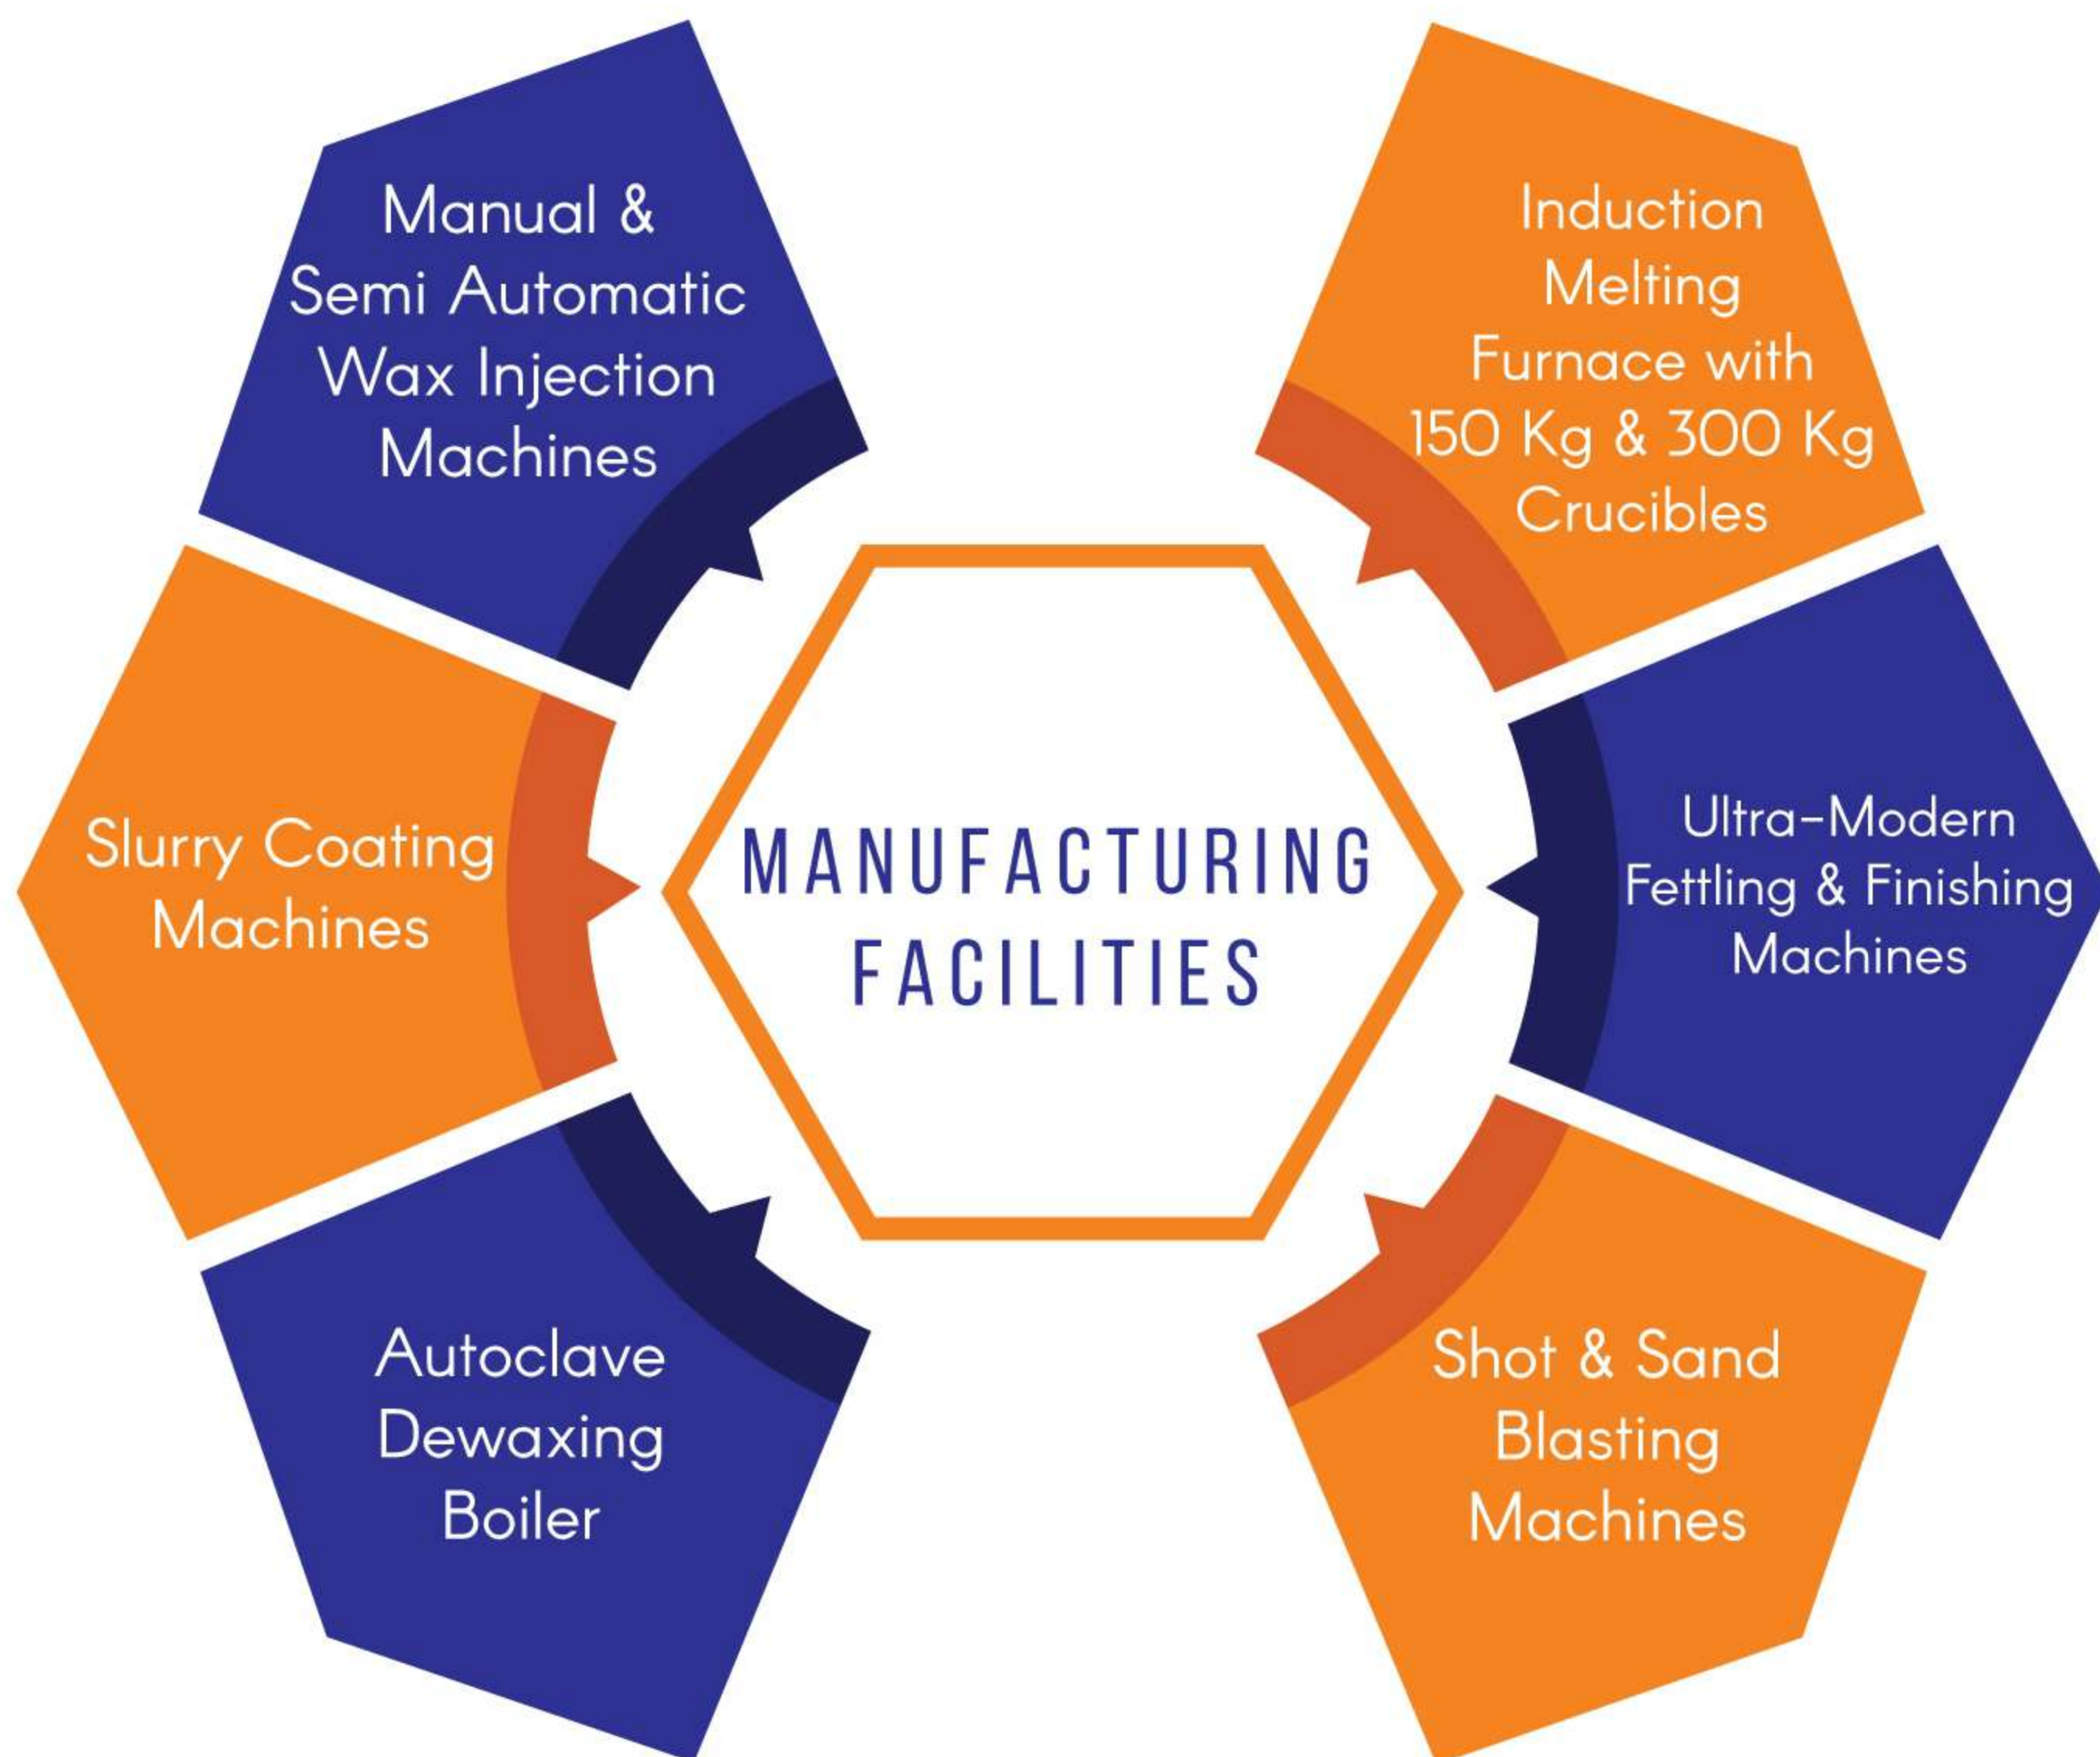 Manual &
Semi Automatic
Wax Injection
Machines
Slurry Coating
Machines
Autoclave
Dewaxing
Boiler
MANUFACTURING
FACILITIES
Induction
Melting
Furnace with
150 Kg & 300 Kg
Crucibles
Ultra-Modern
Fettling & Finishing
Machines
Shot & Sand
Blasting
Machines